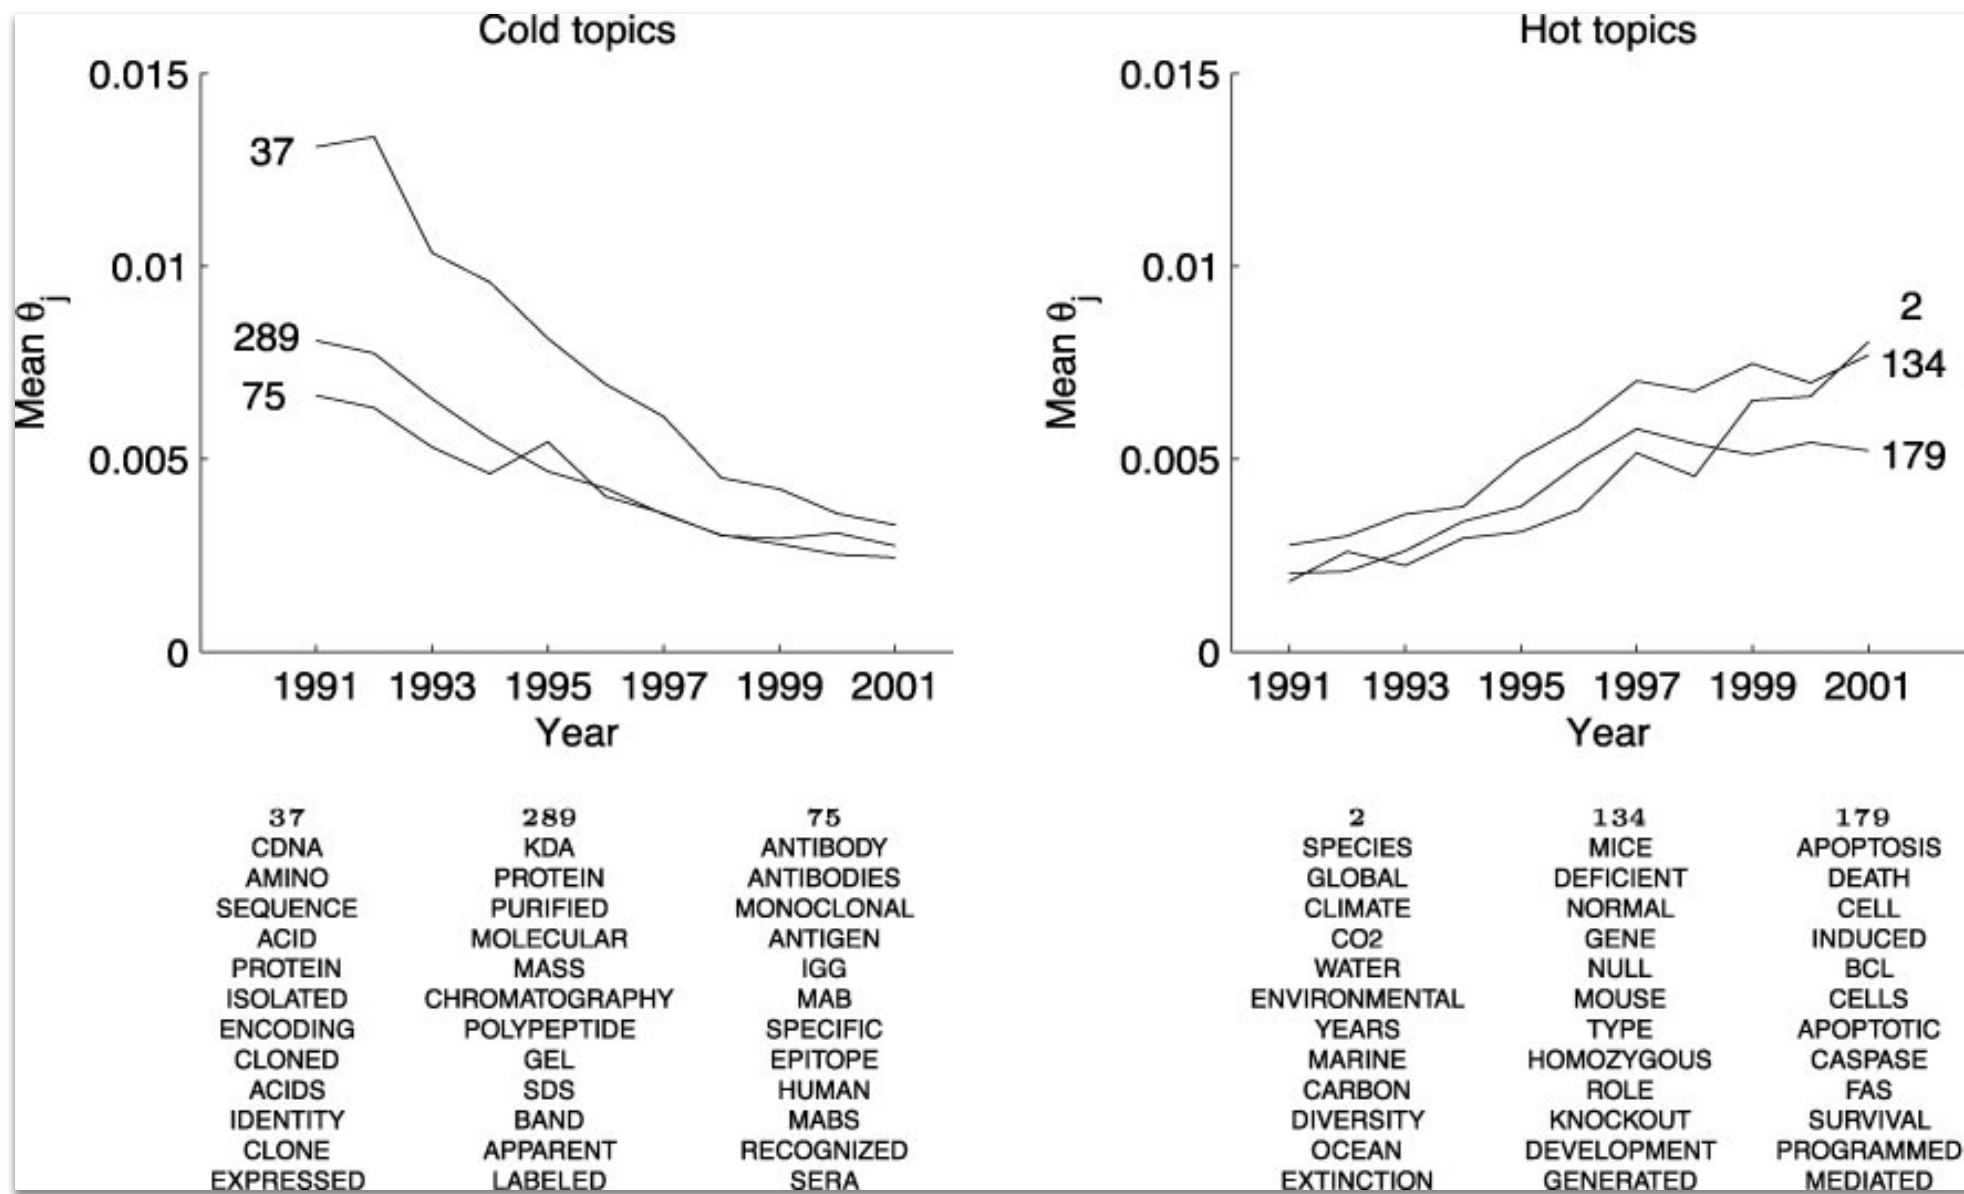 Cold topics
0.015
0.01
0.005
0
Mean θj
37
289
75
1991 1993 1995 1997 1999 2001
Year
37 289 75
CDNA KDA ANTIBODY
AMINO PROTEIN ANTIBODIES
SEQUENCE PURIFIED MONOCLONAL
ACID MOLECULAR ANTIGEN
PROTEIN MASS IGG
ISOLATED CHROMATOGRAPHY MAB
ENCODING POLYPEPTIDE SPECIFIC
CLONED GEL EPITOPE
ACIDS SDS HUMAN
IDENTITY BAND MABS
CLONE APPARENT RECOGNIZED
EXPRESSED LABELED SERA
Hot topics
0.015
0.01
0.005
0
Mean θj
2
134
179
1991 1993 1995 1997 1999 2001
Year
2 134 179
SPECIES MICE APOPTOSIS
GLOBAL DEFICIENT DEATH
CLIMATE NORMAL CELL
CO2 GENE INDUCED
WATER NULL BCL
ENVIRONMENTAL MOUSE CELLS
YEARS TYPE APOPTOTIC
MARINE HOMOZYGOUS CASPASE
CARBON ROLE FAS
DIVERSITY KNOCKOUT SURVIVAL
OCEAN DEVELOPMENT PROGRAMMED
EXTINCTION GENERATED MEDIATED